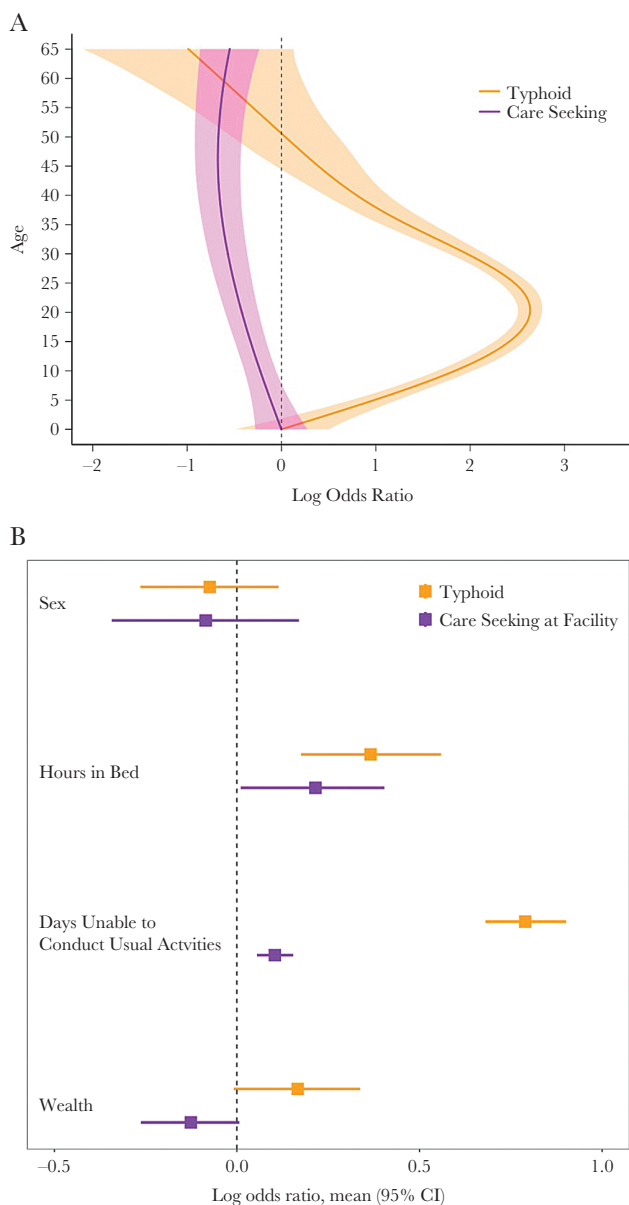 A
65
60
55
50
45
40
35
30
25
20
15
10
5
0
Age
Typhoid
Care Seeking
–2 –1 0 1 2 3
Log Odds Ratio
B
Typhoid
Care Seeking at Facility
Sex
Hours in Bed
Days Unable to
Conduct Usual Actvities
Wealth
–0.5 0.0 0.5 1.0
Log odds ratio, mean (95% CI)